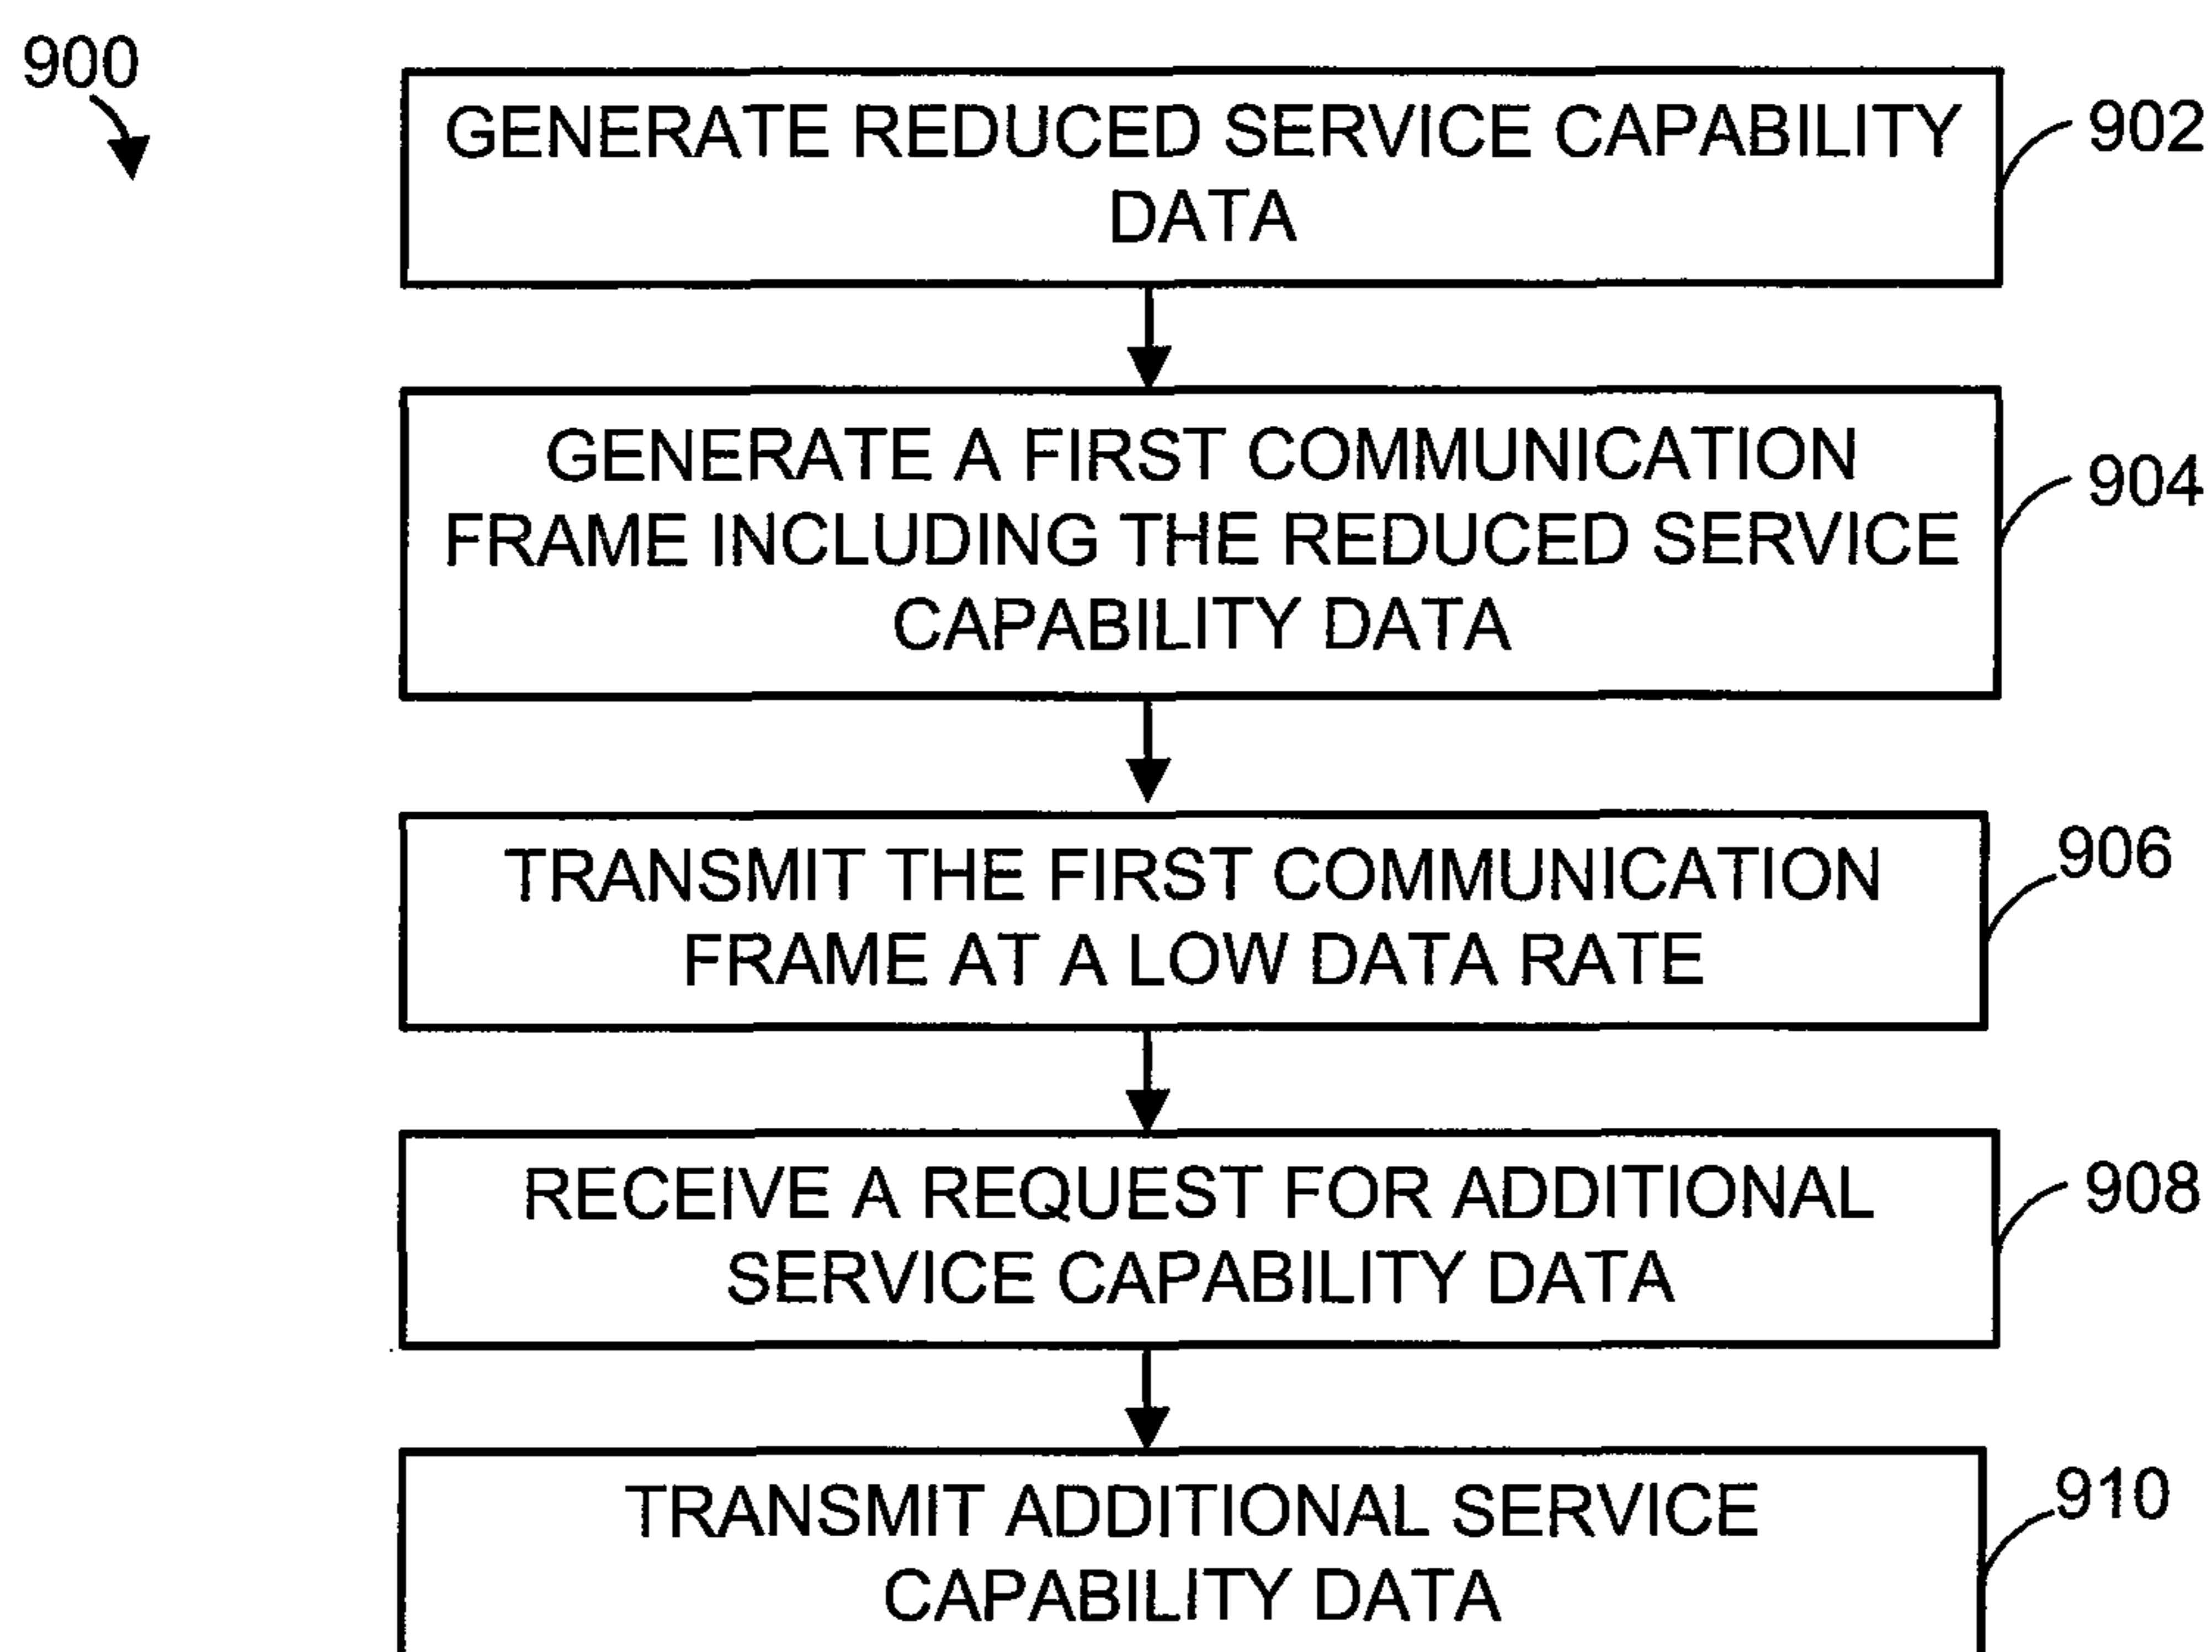 900
GENERATE REDUCED SERVICE CAPABILITY
DATA
902
GENERATE A FIRST COMMUNICATION
FRAME INCLUDING THE REDUCED SERVICE
CAPABILITY DATA
904
TRANSMIT THE FIRST COMMUNICATION
FRAME AT A LOW DATA RATE
906
RECEIVE A REQUEST FOR ADDITIONAL
SERVICE CAPABILITY DATA
908
TRANSMIT ADDITIONAL SERVICE
CAPABILITY DATA
910